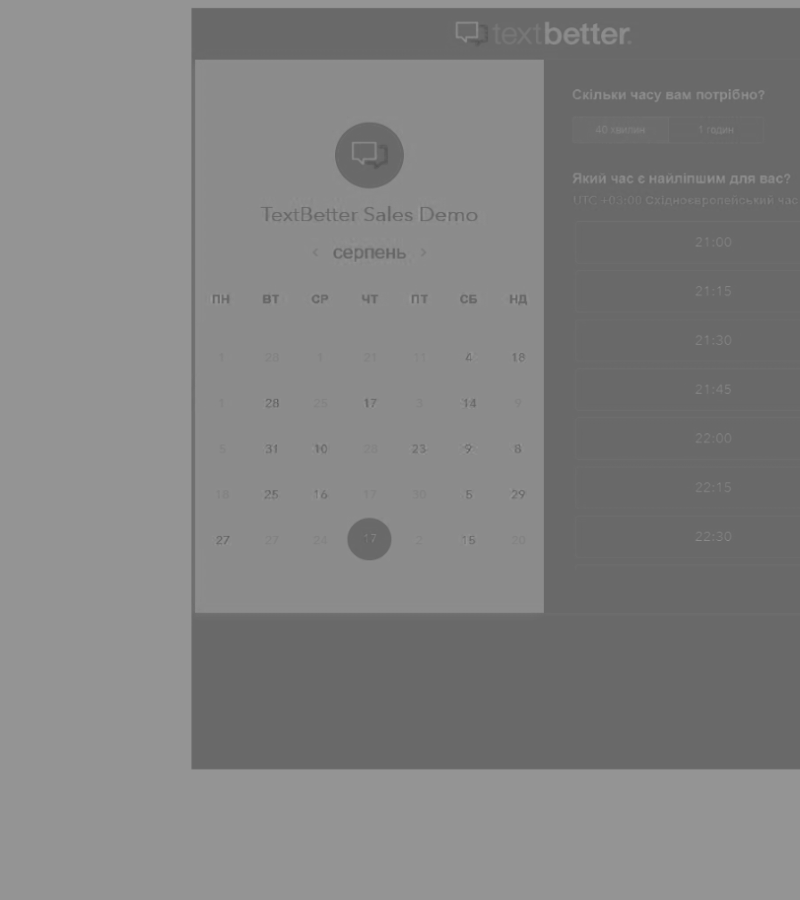 textbetter.
TextBetter Sales Demo
‹ серпень ›
ПН ВТ СР ЧТ ПТ СБ НД
1 28 4 21 11 4 18
1 28 25 17 3 14 9
5 31 10 23 9 8
18 25 16 17 30 5 29
27 27 24 17 2 15 20
Скільки часу вам потрібно?
40 хвилин 1 годин
Який час є найліпшим для вас?
UTC +03:00 Східноєвропейський час
21:00
21:15
21:30
21:45
22:00
22:15
22:30